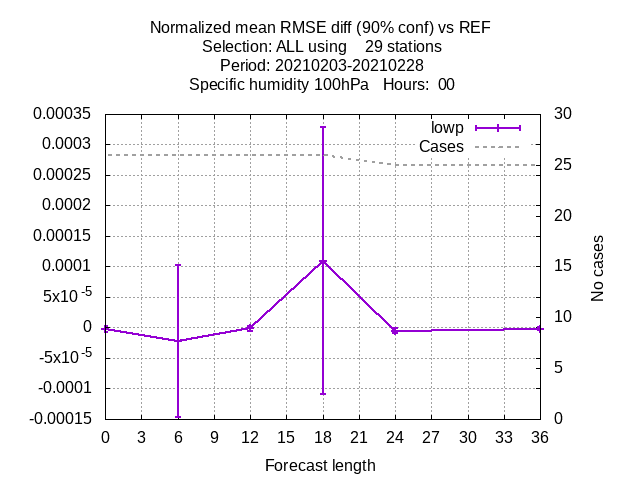 Normalized mean RMSE diff (90% conf) vs REF
Selection: ALL using    29 stations
Period: 20210203-20210228
Specific humidity 100hPa   Hours:  00
0.00035
0.0003
0.00025
0.0002
0.00015
0.0001
5x10^-5
0
-5x10^-5
-0.0001
-0.00015
lowp
Cases
30
25
20
15
10
5
0
No cases
0 3 6 9 12 15 18 21 24 27 30 33 36
Forecast length